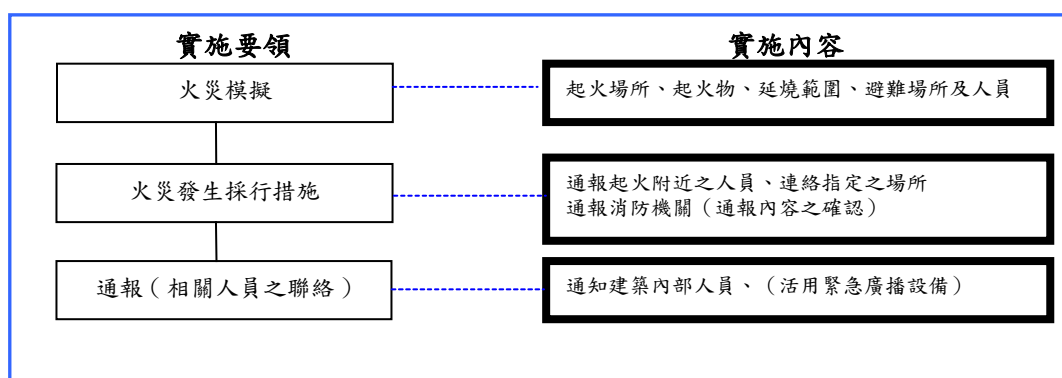 實施要領
實施內容
火災模擬
起火場所、起火物、延燒範圍、避難場所及人員
火災發生採行措施
通報起火附近之人員、連絡指定之場所
通報消防機關（通報內容之確認）
通報（相關人員之聯絡）
通知建築內部人員、（活用緊急廣播設備）